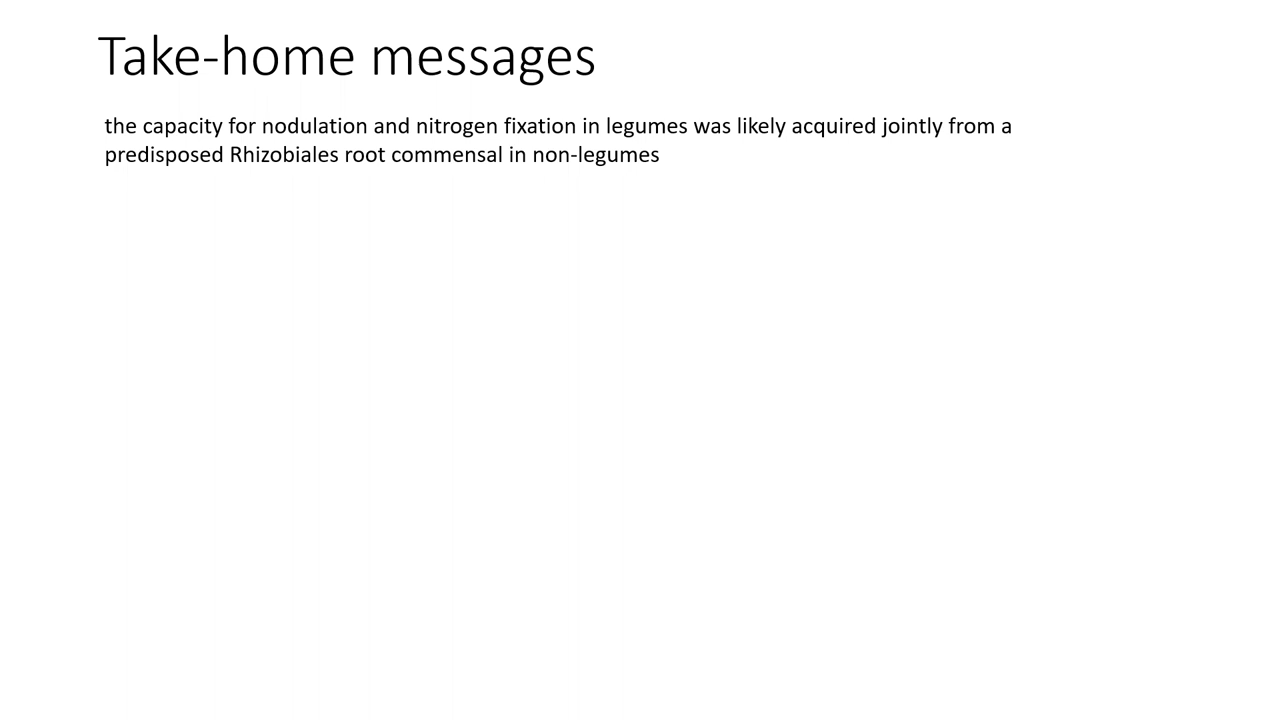 Take-home messages
the capacity for nodulation and nitrogen fixation in legumes was likely acquired jointly from a
predisposed Rhizobiales root commensal in non-legumes